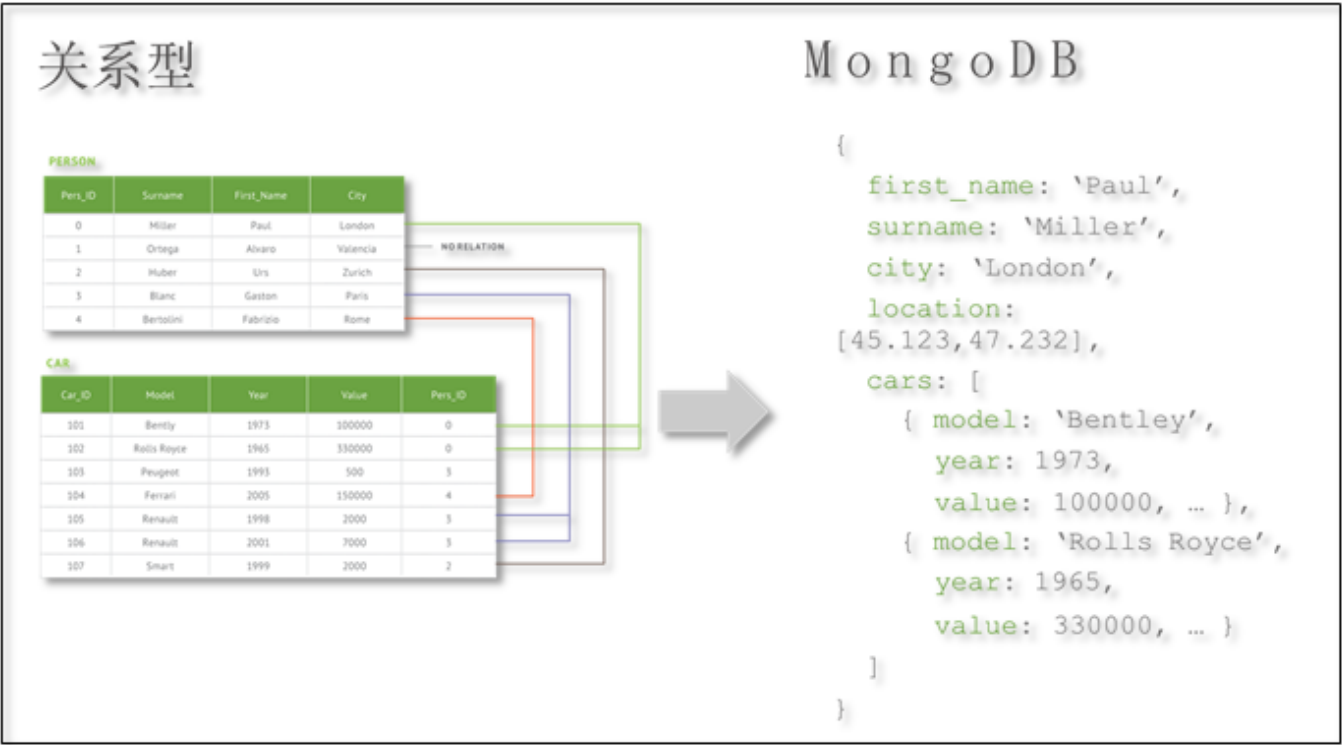 关系型
PERSON
Pers_ID Surname First_Name City
0 Miller Paul London
1 Ortega Alvaro Valencia
NO RELATION
2 Huber Urs Zurich
3 Blanc Gaston Paris
4 Bertolini Fabrizio Rome
CAR
Car_ID Model Year Value Pers_ID
101 Bently 1973 100000 0
102 Rolls Royce 1965 330000 0
103 Peugeot 1993 500 3
104 Ferrari 2005 150000 4
105 Renault 1998 2000 3
106 Renault 2001 7000 3
107 Smart 1999 2000 2
MongoDB
{
first_name: ‘Paul’,
surname: ‘Miller’,
city: ‘London’,
location:
[45.123,47.232],
cars: [
{ model: ‘Bentley’,
year: 1973,
value: 100000, … },
{ model: ‘Rolls Royce’,
year: 1965,
value: 330000, … }
]
}